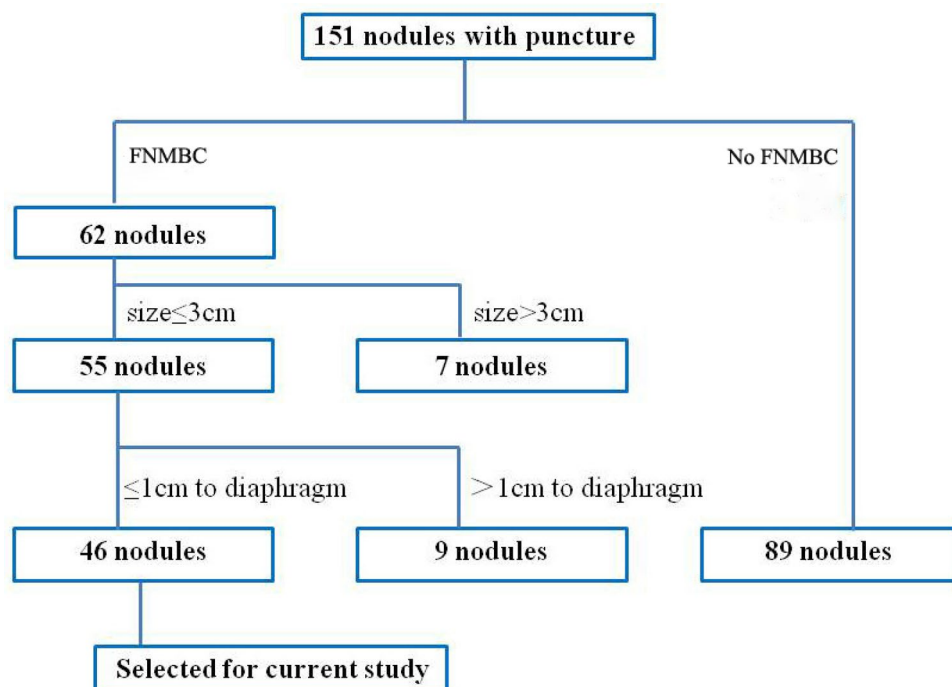 151 nodules with puncture
FNMBC
No FNMBC
62 nodules
size≤3cm
size>3cm
55 nodules
7 nodules
≤1cm to diaphragm
>1cm to diaphragm
46 nodules
9 nodules
89 nodules
Selected for current study